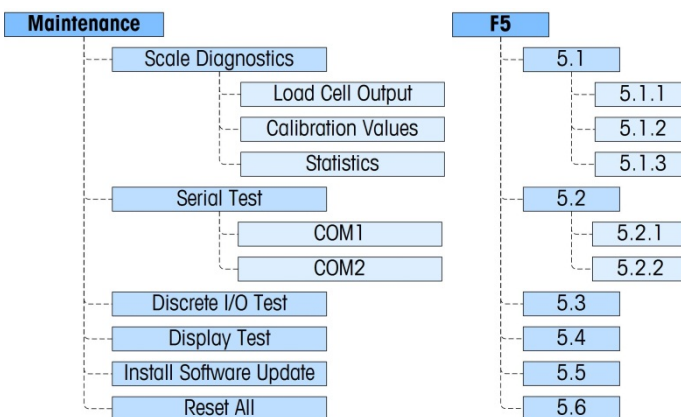 Maintenance F5
Scale Diagnostics 5.1
Load Cell Output 5.1.1
Calibration Values 5.1.2
Statistics 5.1.3
Serial Test 5.2
COM1 5.2.1
COM2 5.2.2
Discrete I/O Test 5.3
Display Test 5.4
Install Software Update 5.5
Reset All 5.6